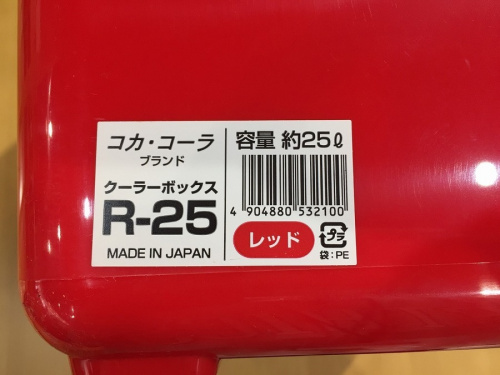 コカ・コーラ
ブランド
クーラーボックス
R-25
MADE IN JAPAN
容量 約25ℓ
4 904880 532100
レッド
プラ
袋:PE